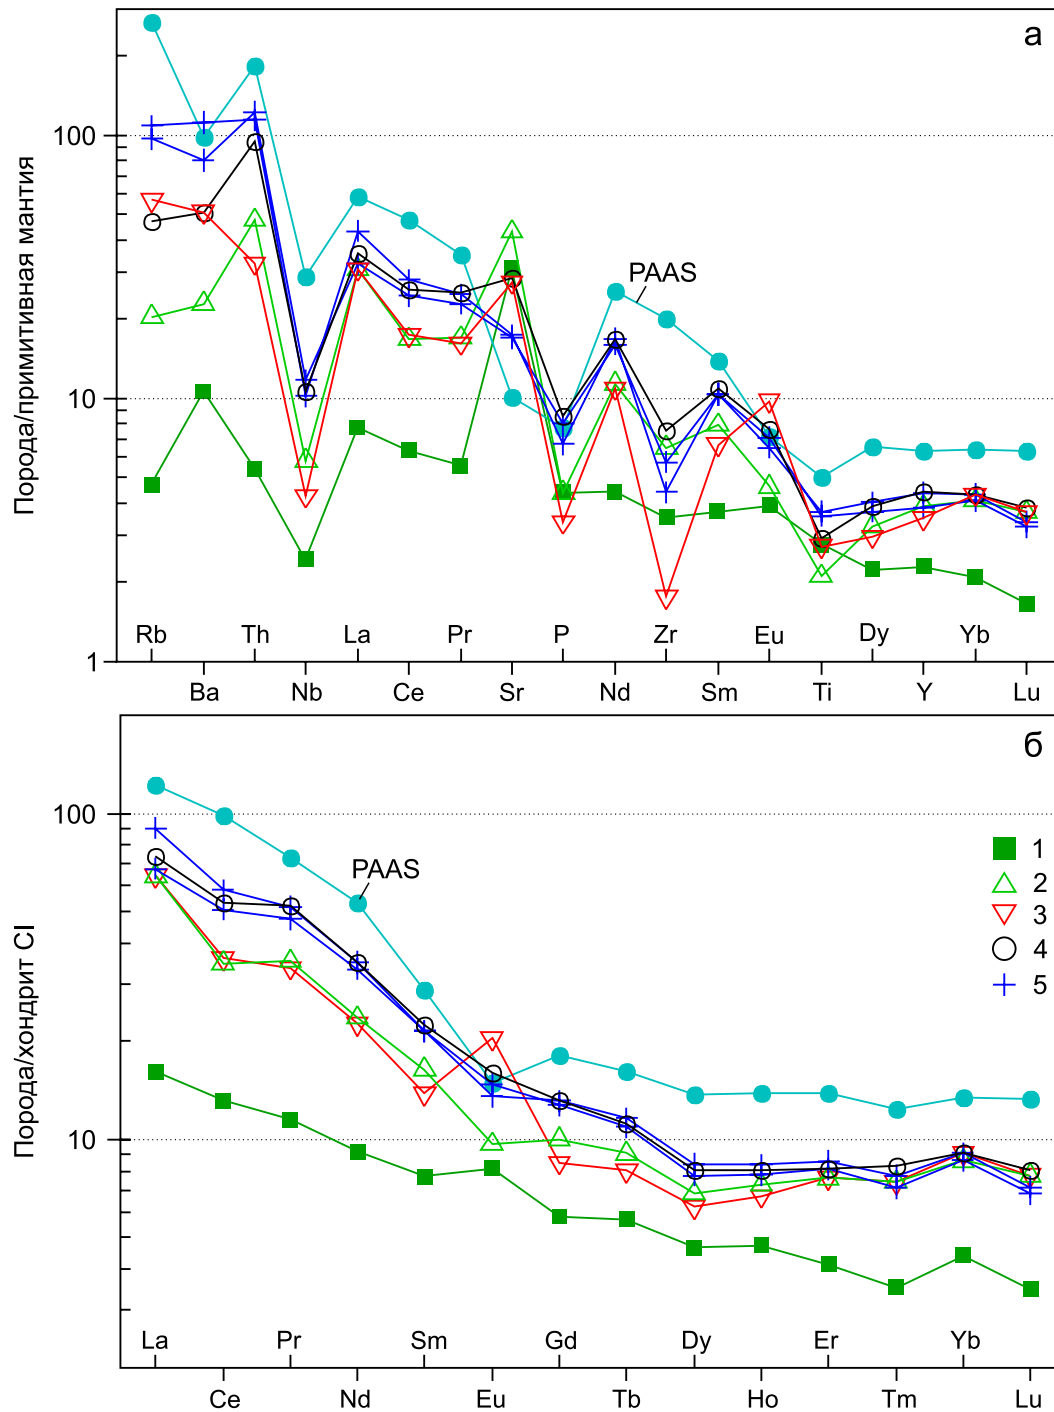 а
Порода/примитивная мантия
100
10
1
PAAS
Rb Th La Pr P Zr Eu Dy Yb
Ba Nb Ce Sr Nd Sm Ti Y Lu
б
Порода/хондрит CI
100
10
PAAS
1
2
3
4
5
La Pr Sm Gd Dy Er Yb
Ce Nd Eu Tb Ho Tm Lu